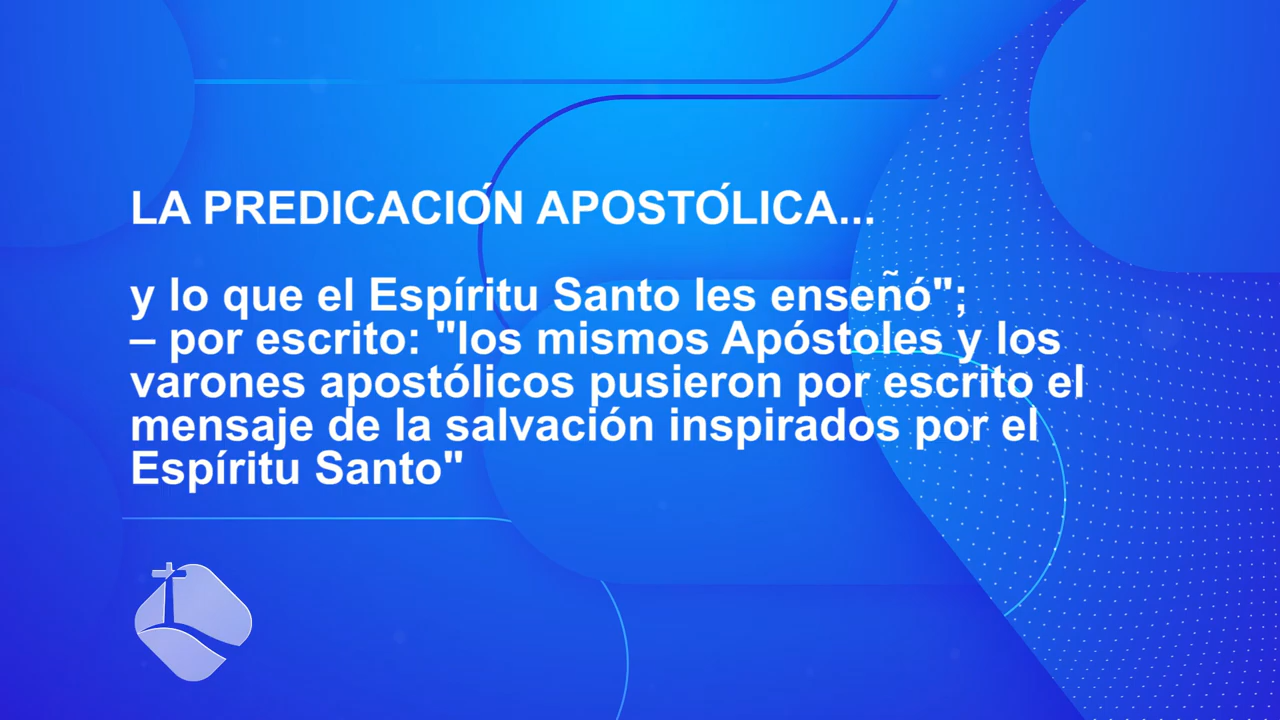 LA PREDICACIÓN APOSTÓLICA...
y lo que el Espíritu Santo les enseñó";
– por escrito: "los mismos Apóstoles y los
varones apostólicos pusieron por escrito el
mensaje de la salvación inspirados por el
Espíritu Santo"